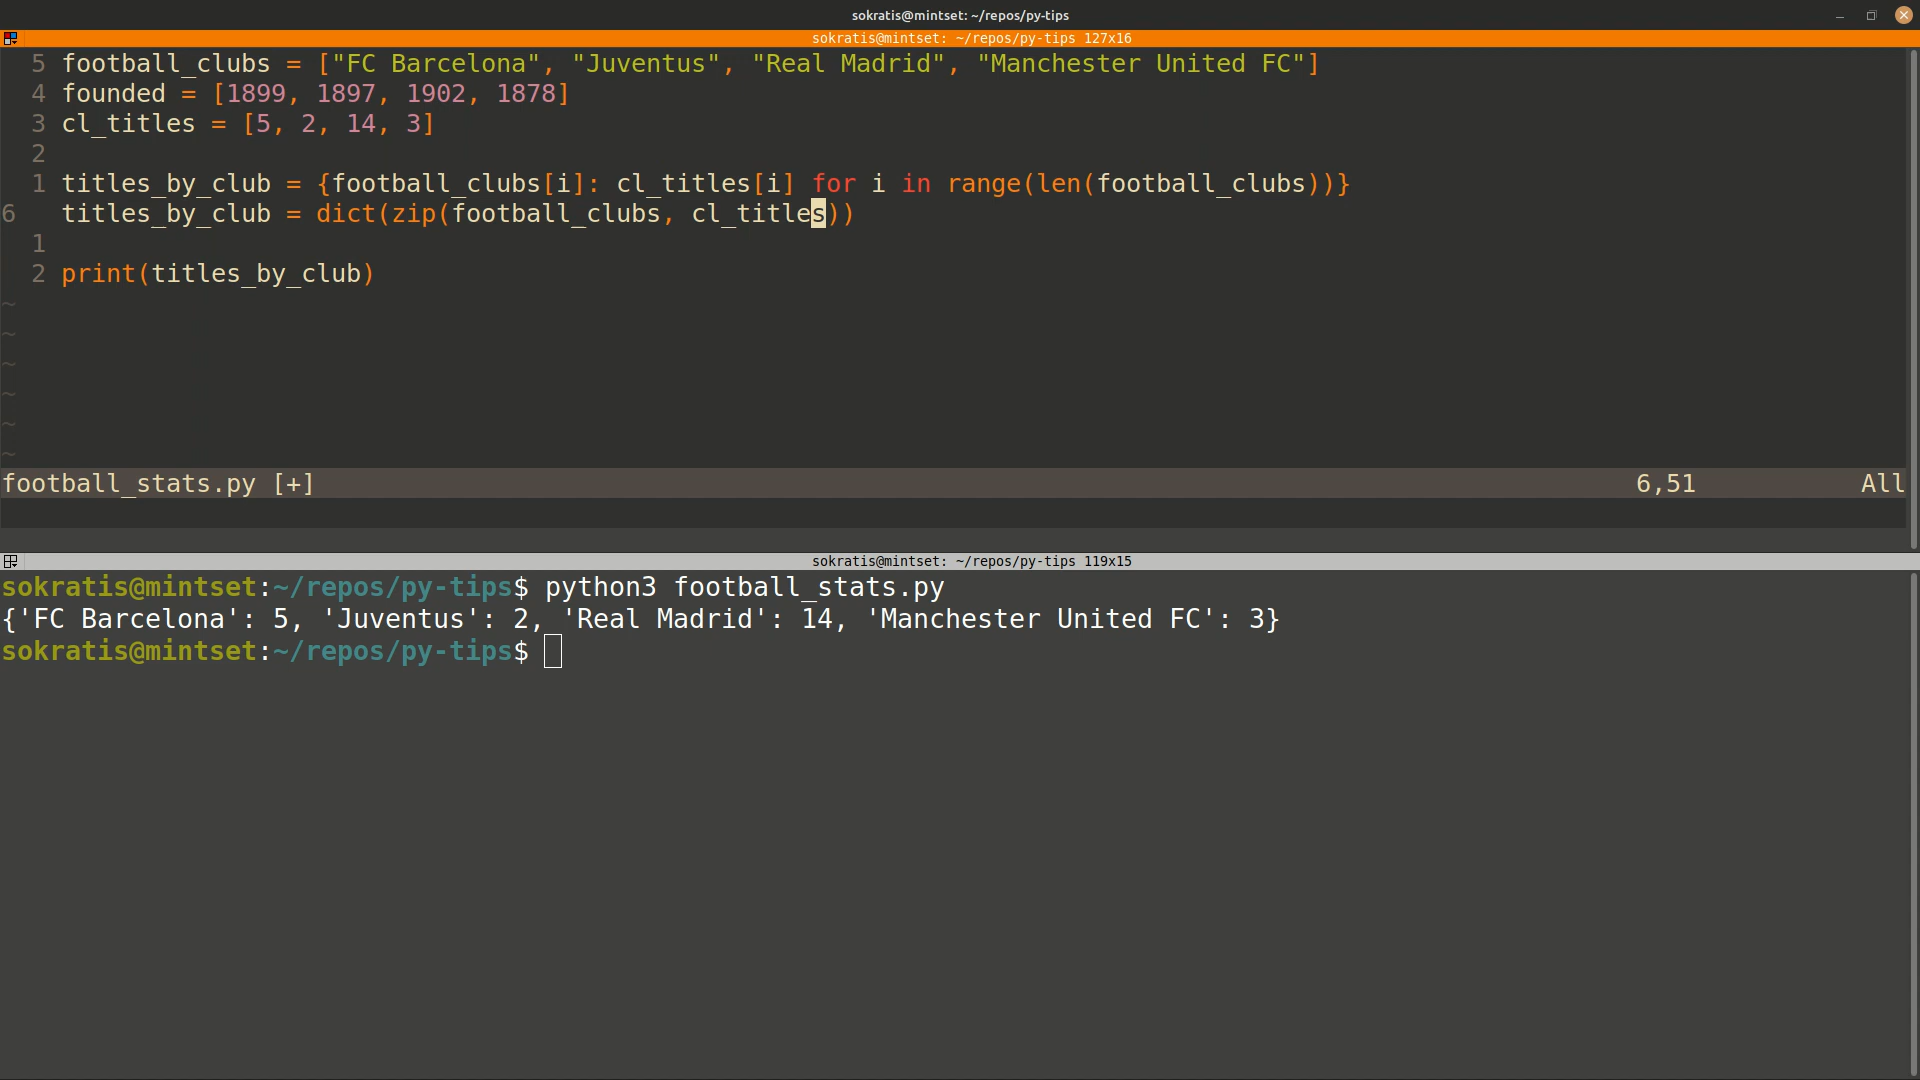 sokratis@mintset: ~/repos/py-tips
sokratis@mintset: ~/repos/py-tips 127x16
5 football_clubs = ["FC Barcelona", "Juventus", "Real Madrid", "Manchester United FC"]
4 founded = [1899, 1897, 1902, 1878]
3 cl_titles = [5, 2, 14, 3]
2
1 titles_by_club = {football_clubs[i]: cl_titles[i] for i in range(len(football_clubs))}
6 titles_by_club = dict(zip(football_clubs, cl_titles))
1
2 print(titles_by_club)
~
~
~
~
~
~
football_stats.py [+] 6,51 All
sokratis@mintset: ~/repos/py-tips 119x15
sokratis@mintset:~/repos/py-tips$ python3 football_stats.py
{'FC Barcelona': 5, 'Juventus': 2, 'Real Madrid': 14, 'Manchester United FC': 3}
sokratis@mintset:~/repos/py-tips$